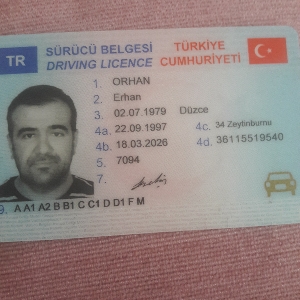 TR SÜRÜCÜ BELGESİ TÜRKİYE
DRIVING LICENCE CUMHURİYETİ
1. ORHAN
2. Erhan
3. 02.07.1979 Düzce
4a. 22.09.1997 4c. 34 Zeytinburnu
4b. 18.03.2026 4d. 36115519540
5. 7094
7.
9. A A1 A2 B B1 C C1 D D1 F M